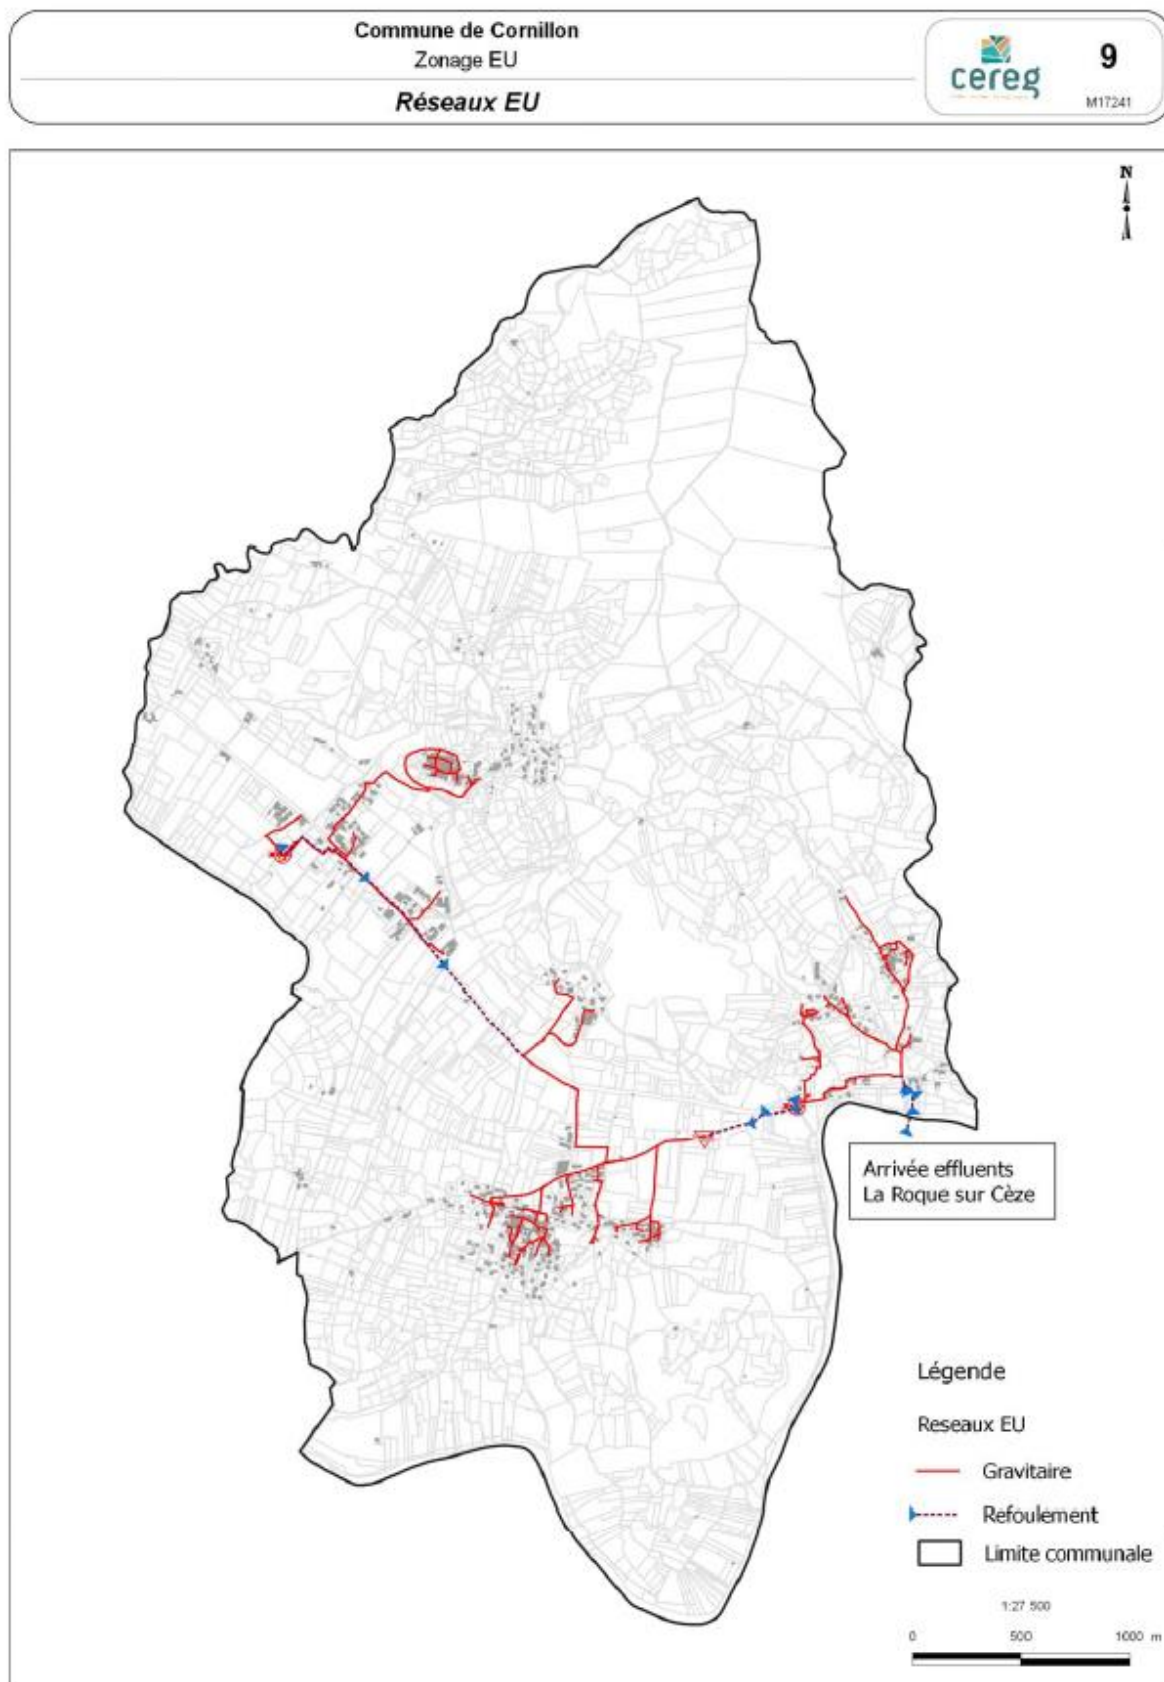 Commune de Cornillon
Zonage EU
Réseaux EU
cereg
9
M17241
N
Arrivée effluents
La Roque sur Cèze
Légende
Reseaux EU
Gravitaire
Refoulement
Limite communale
1:27 500
0 500 1000 m